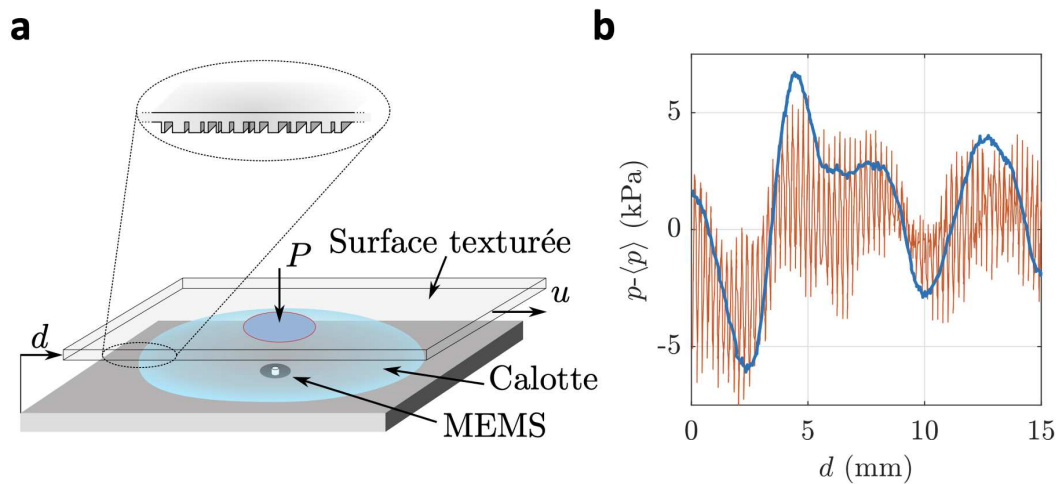 a
P
Surface texturée
u
d
Calotte
MEMS
b
p-⟨p⟩ (kPa)
5
0
-5
0 5 10 15
d (mm)